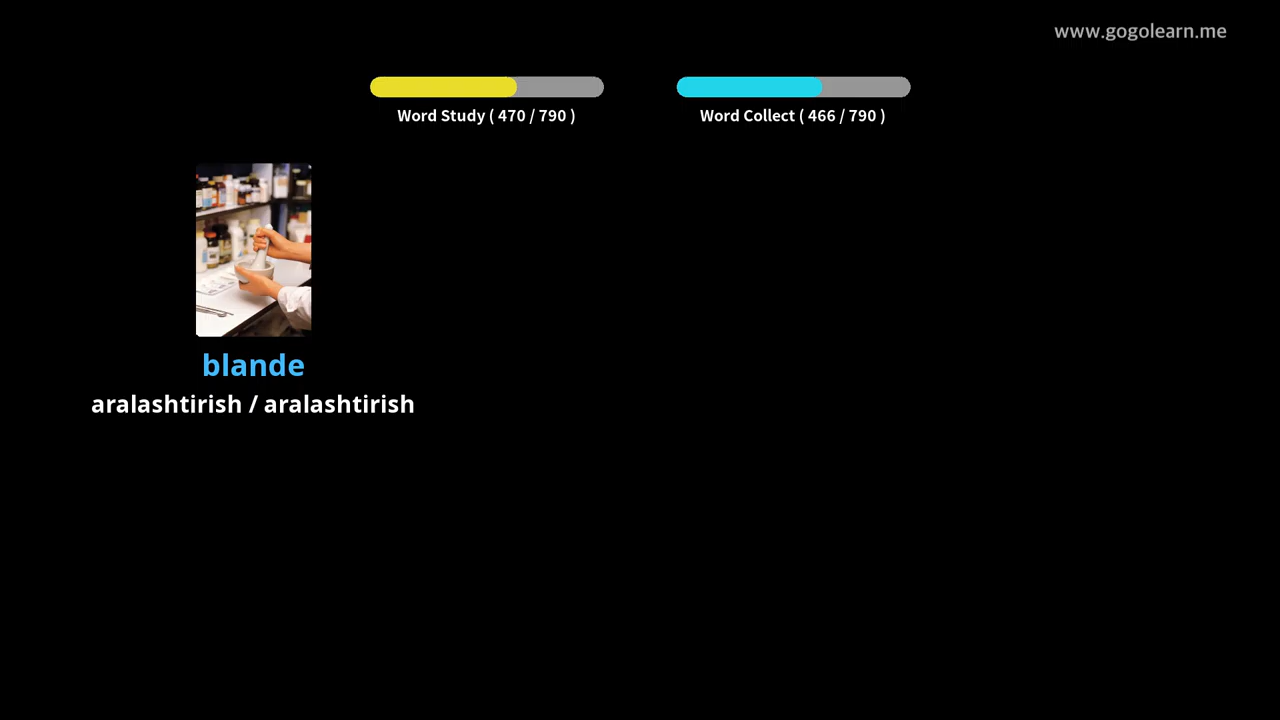 www.gogolearn.me
Word Study ( 470 / 790 )
Word Collect ( 466 / 790 )
blande
aralashtirish / aralashtirish